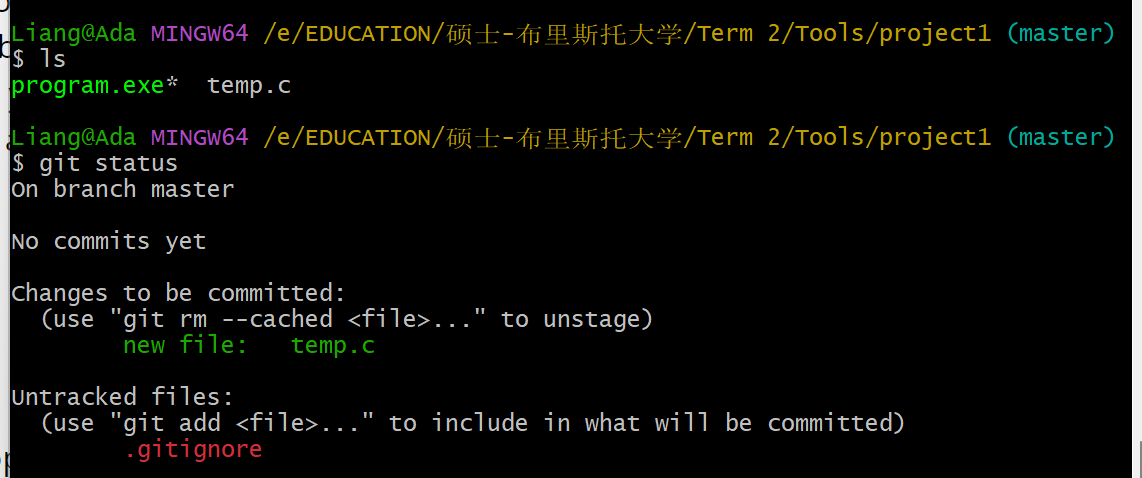 Liang@Ada MINGW64 /e/EDUCATION/硕士-布里斯托大学/Term 2/Tools/project1 (master)
$ ls
program.exe*  temp.c
Liang@Ada MINGW64 /e/EDUCATION/硕士-布里斯托大学/Term 2/Tools/project1 (master)
$ git status
On branch master
No commits yet
Changes to be committed:
  (use "git rm --cached <file>..." to unstage)
        new file:   temp.c
Untracked files:
  (use "git add <file>..." to include in what will be committed)
        .gitignore